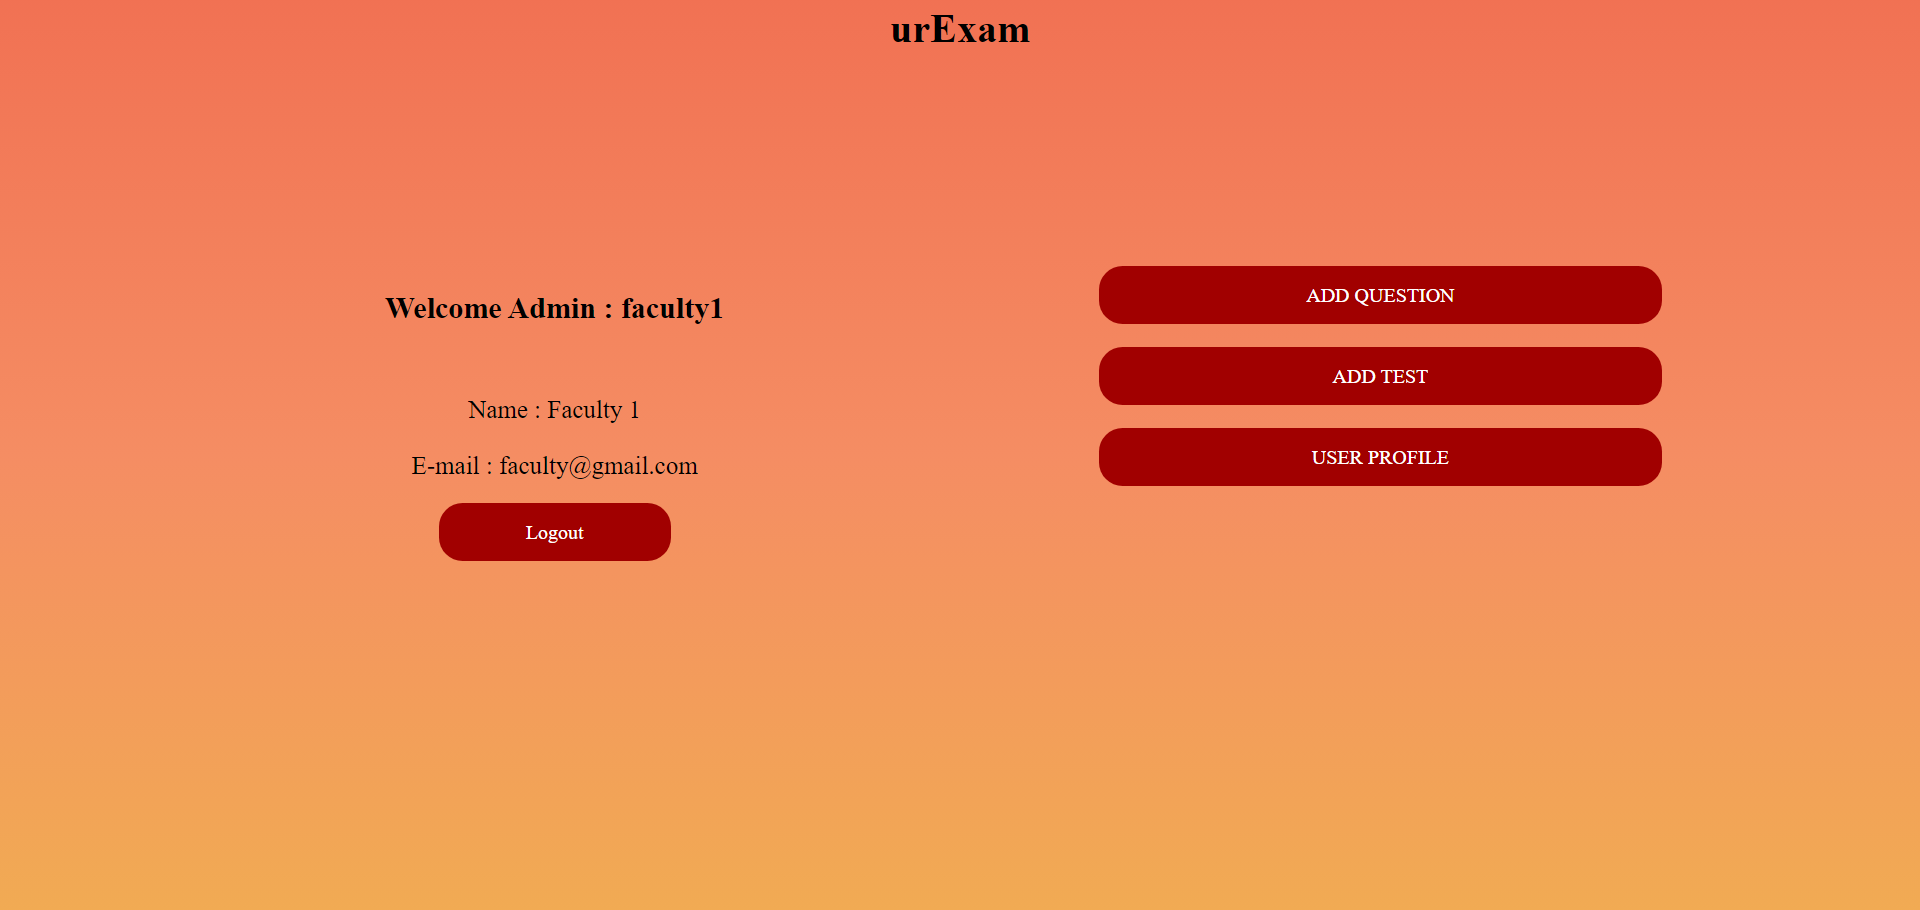 urExam
Welcome Admin : faculty1
Name : Faculty 1
E-mail : faculty@gmail.com
Logout
ADD QUESTION
ADD TEST
USER PROFILE